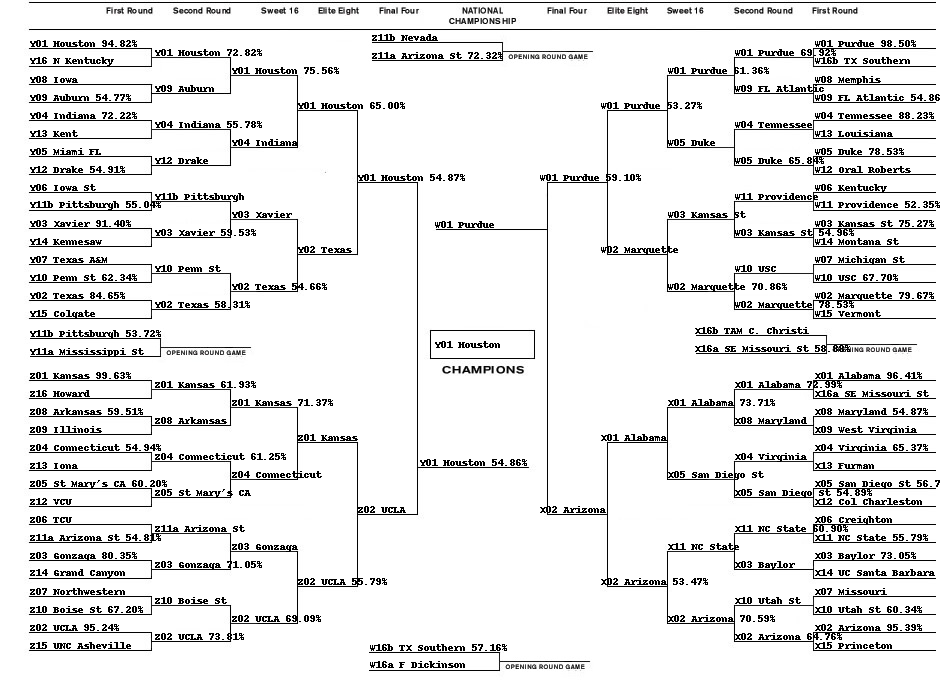 First Round Second Round Sweet 16 Elite Eight Final Four NATIONAL CHAMPIONSHIP Final Four Elite Eight Sweet 16 Second Round First Round
Z11b Nevada
Z11a Arizona St 72.32%
OPENING ROUND GAME
Y01 Houston 94.82%
Y16 N Kentucky
Y08 Iowa
Y09 Auburn 54.77%
Y04 Indiana 72.22%
Y13 Kent
Y05 Miami FL
Y12 Drake 54.91%
Y06 Iowa St
Y11b Pittsburgh 55.04%
Y03 Xavier 91.40%
Y14 Kennesaw
Y07 Texas A&M
Y10 Penn St 62.34%
Y02 Texas 84.65%
Y15 Colgate
Y11b Pittsburgh 53.72%
Y11a Mississippi St
OPENING ROUND GAME
Y01 Houston 72.82%
Y09 Auburn
Y04 Indiana 55.78%
Y12 Drake
Y11b Pittsburgh
Y03 Xavier 59.53%
Y10 Penn St
Y02 Texas 58.31%
Y01 Houston 75.56%
Y04 Indiana
Y03 Xavier
Y02 Texas 54.66%
Y01 Houston 65.00%
Y02 Texas
Y01 Houston 54.87%
Z01 Kansas 99.63%
Z16 Howard
Z08 Arkansas 59.51%
Z09 Illinois
Z04 Connecticut 54.94%
Z13 Iona
Z05 St Mary's CA 60.20%
Z12 VCU
Z06 TCU
Z11a Arizona St 54.81%
Z03 Gonzaga 80.35%
Z14 Grand Canyon
Z07 Northwestern
Z10 Boise St 67.20%
Z02 UCLA 95.24%
Z15 UNC Asheville
Z01 Kansas 61.93%
Z08 Arkansas
Z04 Connecticut 61.25%
Z05 St Mary's CA
Z11a Arizona St
Z03 Gonzaga 71.05%
Z10 Boise St
Z02 UCLA 73.81%
Z01 Kansas 71.37%
Z04 Connecticut
Z03 Gonzaga
Z02 UCLA 69.09%
Z01 Kansas
Z02 UCLA 55.79%
Z02 UCLA
Y01 Houston 54.86%
W01 Purdue
Y01 Houston
CHAMPIONS
W01 Purdue 59.10%
W01 Purdue 53.27%
W02 Marquette
W01 Purdue 61.36%
W05 Duke
W03 Kansas St
W02 Marquette 70.86%
W01 Purdue 69.92%
W09 FL Atlantic
W04 Tennessee
W05 Duke 65.84%
W11 Providence
W03 Kansas St 54.96%
W10 USC
W02 Marquette 78.53%
W01 Purdue 98.50%
W16b TX Southern
W08 Memphis
W09 FL Atlantic 54.86
W04 Tennessee 88.23%
W13 Louisiana
W05 Duke 78.53%
W12 Oral Roberts
W06 Kentucky
W11 Providence 52.35%
W03 Kansas St 75.27%
W14 Montana St
W07 Michigan St
W10 USC 67.70%
W02 Marquette 79.67%
W15 Vermont
X16b TAM C. Christi
X16a SE Missouri St 58.88%
OPENING ROUND GAME
X02 Arizona
X01 Alabama
X02 Arizona 53.47%
X01 Alabama 73.71%
X05 San Diego St
X11 NC State
X02 Arizona 70.59%
X01 Alabama 72.99%
X08 Maryland
X04 Virginia
X05 San Diego St 54.89%
X11 NC State 60.90%
X03 Baylor
X10 Utah St
X02 Arizona 64.76%
X01 Alabama 96.41%
X16a SE Missouri St
X08 Maryland 54.87%
X09 West Virginia
X04 Virginia 65.37%
X13 Furman
X05 San Diego St 56.7
X12 Col Charleston
X06 Creighton
X11 NC State 55.79%
X03 Baylor 73.05%
X14 UC Santa Barbara
X07 Missouri
X10 Utah St 60.34%
X02 Arizona 95.39%
X15 Princeton
W16b TX Southern 57.16%
W16a F Dickinson
OPENING ROUND GAME